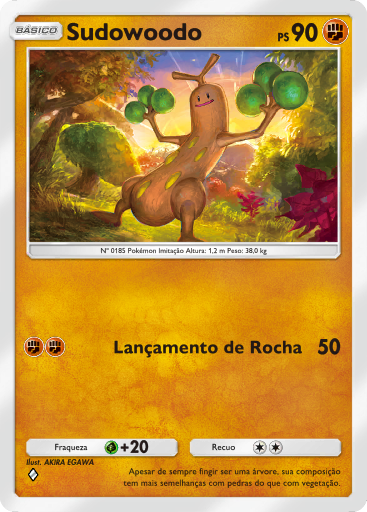 BÁSICO Sudowoodo PS 90
Nº 0185 Pokémon Imitação Altura: 1,2 m Peso: 38,0 kg
Lançamento de Rocha 50
Fraqueza +20 Recuo
Ilust. AKIRA EGAWA
Apesar de sempre fingir ser uma árvore, sua composição
tem mais semelhanças com pedras do que com vegetação.